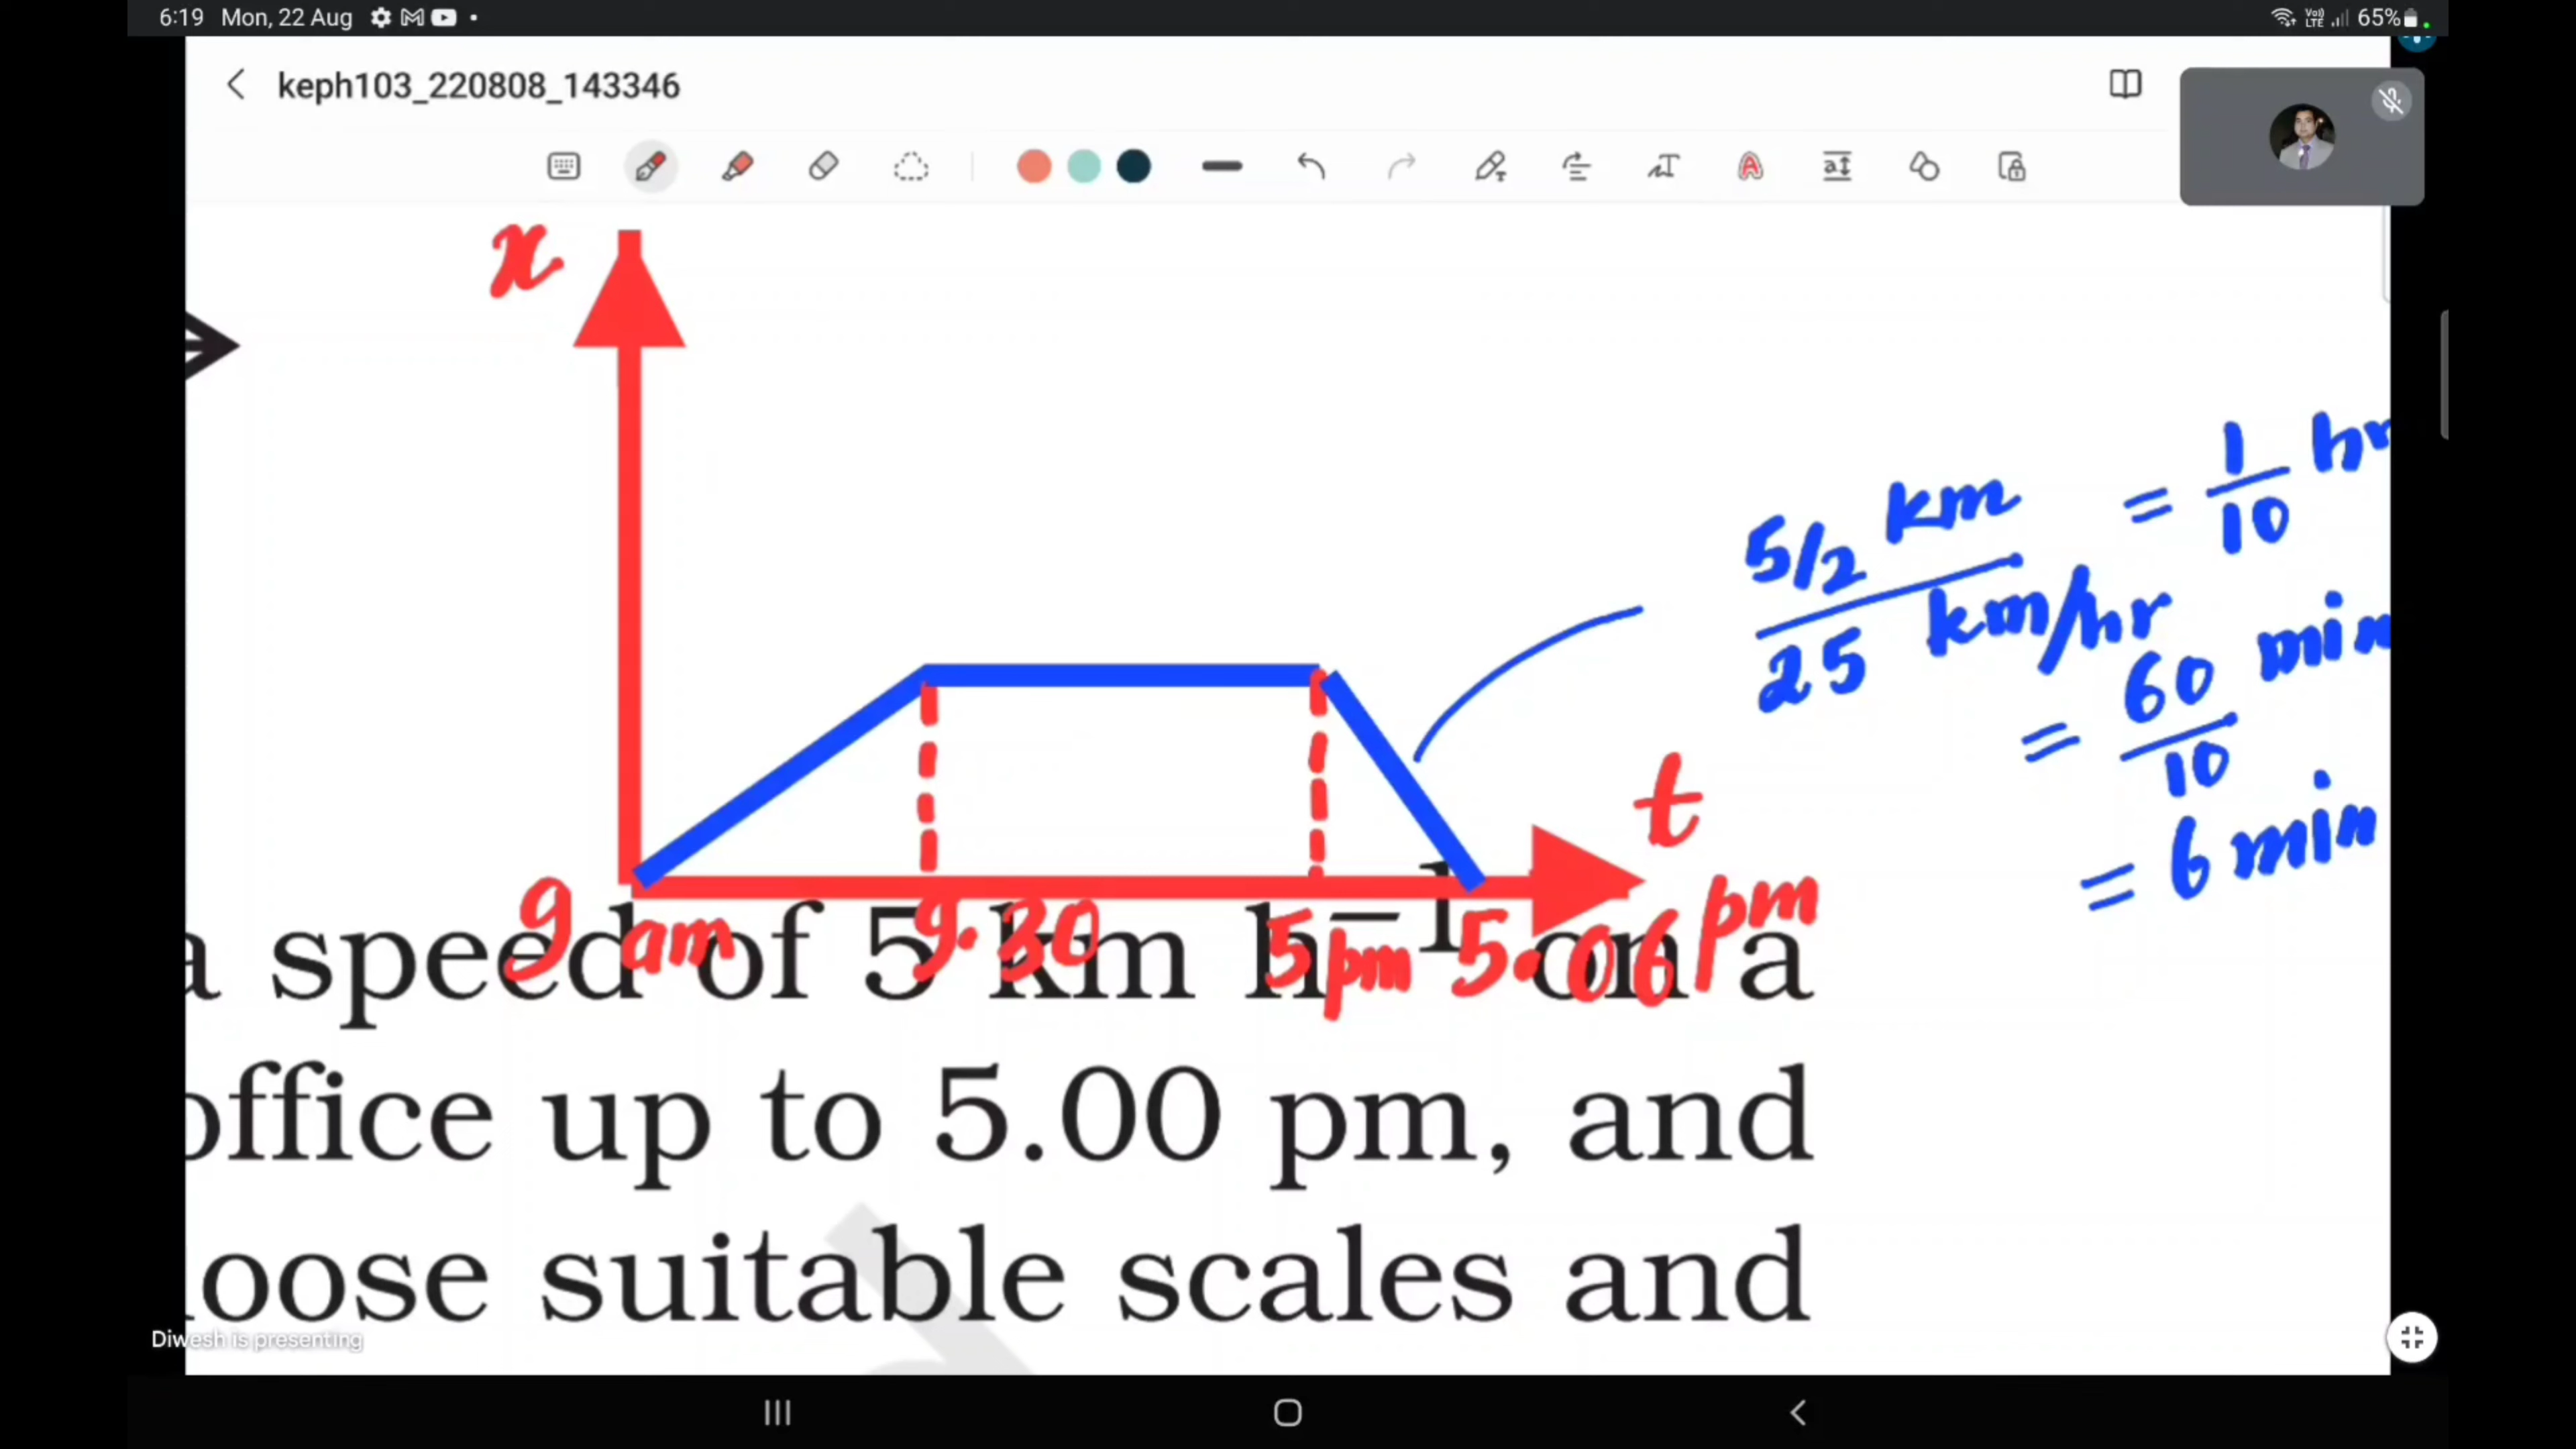 6:19 Mon, 22 Aug
Vo)) LTE 65%
keph103_220808_143346
x
5/2 km = 1/10 hr
25 km/hr
= 60/10 min
= 6 min
t
9 am 9.30 5 pm 5.06 pm
a speed of 5 km h⁻¹ on a
office up to 5.00 pm, and
oose suitable scales and
Diwesh is presenting